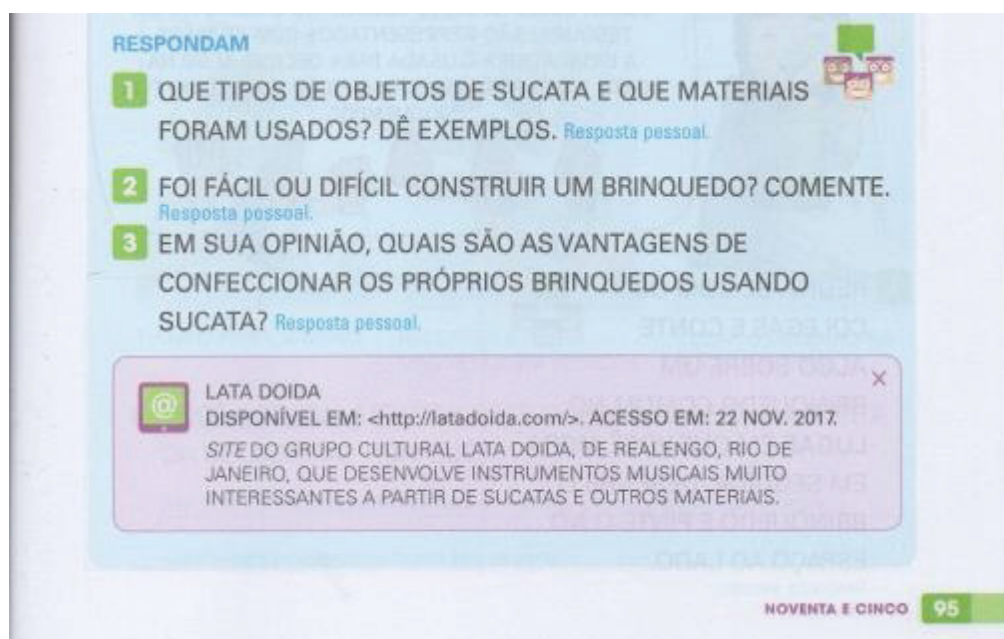 RESPONDAM
1 QUE TIPOS DE OBJETOS DE SUCATA E QUE MATERIAIS
FORAM USADOS? DÊ EXEMPLOS. Resposta pessoal.
2 FOI FÁCIL OU DIFÍCIL CONSTRUIR UM BRINQUEDO? COMENTE.
Resposta pessoal.
3 EM SUA OPINIÃO, QUAIS SÃO AS VANTAGENS DE
CONFECCIONAR OS PRÓPRIOS BRINQUEDOS USANDO
SUCATA? Resposta pessoal.
@ LATA DOIDA
DISPONÍVEL EM: <http://latadoida.com/>. ACESSO EM: 22 NOV. 2017.
SITE DO GRUPO CULTURAL LATA DOIDA, DE REALENGO, RIO DE
JANEIRO, QUE DESENVOLVE INSTRUMENTOS MUSICAIS MUITO
INTERESSANTES A PARTIR DE SUCATAS E OUTROS MATERIAIS.
NOVENTA E CINCO 95